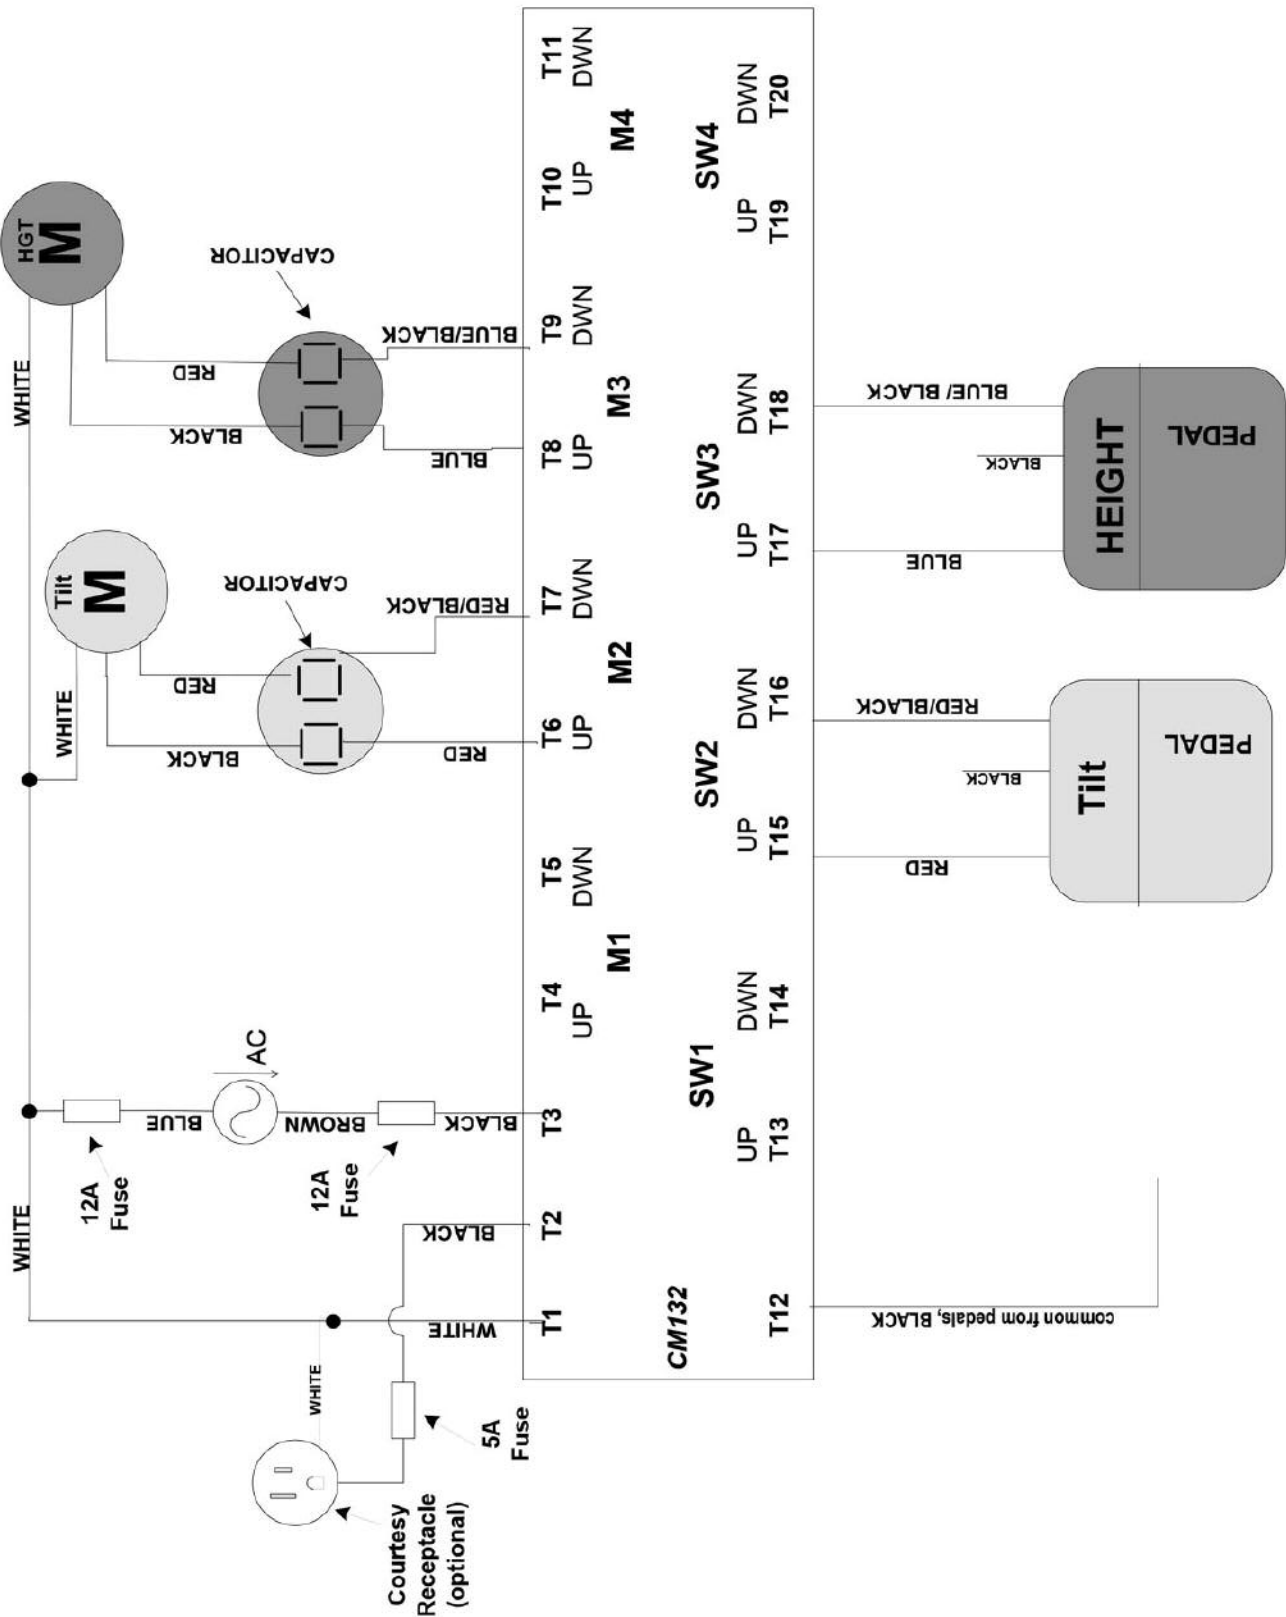 Courtesy
Receptacle
(optional)
5A
Fuse
WHITE
WHITE
WHITE
BLACK
12A
Fuse
12A
Fuse
BLUE
BROWN
BLACK
AC
WHITE
Tilt
M
BLACK
RED
CAPACITOR
RED
RED/BLACK
WHITE
HGT
M
BLACK
RED
CAPACITOR
BLUE
BLUE/BLACK
T1
T2
T3
T4
T5
T6
T7
T8
T9
T10
T11
UP
DWN
UP
DWN
UP
DWN
UP
DWN
M1
M2
M3
M4
CM132
SW1
SW2
SW3
SW4
UP
DWN
UP
DWN
UP
DWN
UP
DWN
T12
T13
T14
T15
T16
T17
T18
T19
T20
common from pedals, BLACK
RED
BLACK
RED/BLACK
Tilt
PEDAL
BLUE
BLACK
BLUE/ BLACK
HEIGHT
PEDAL